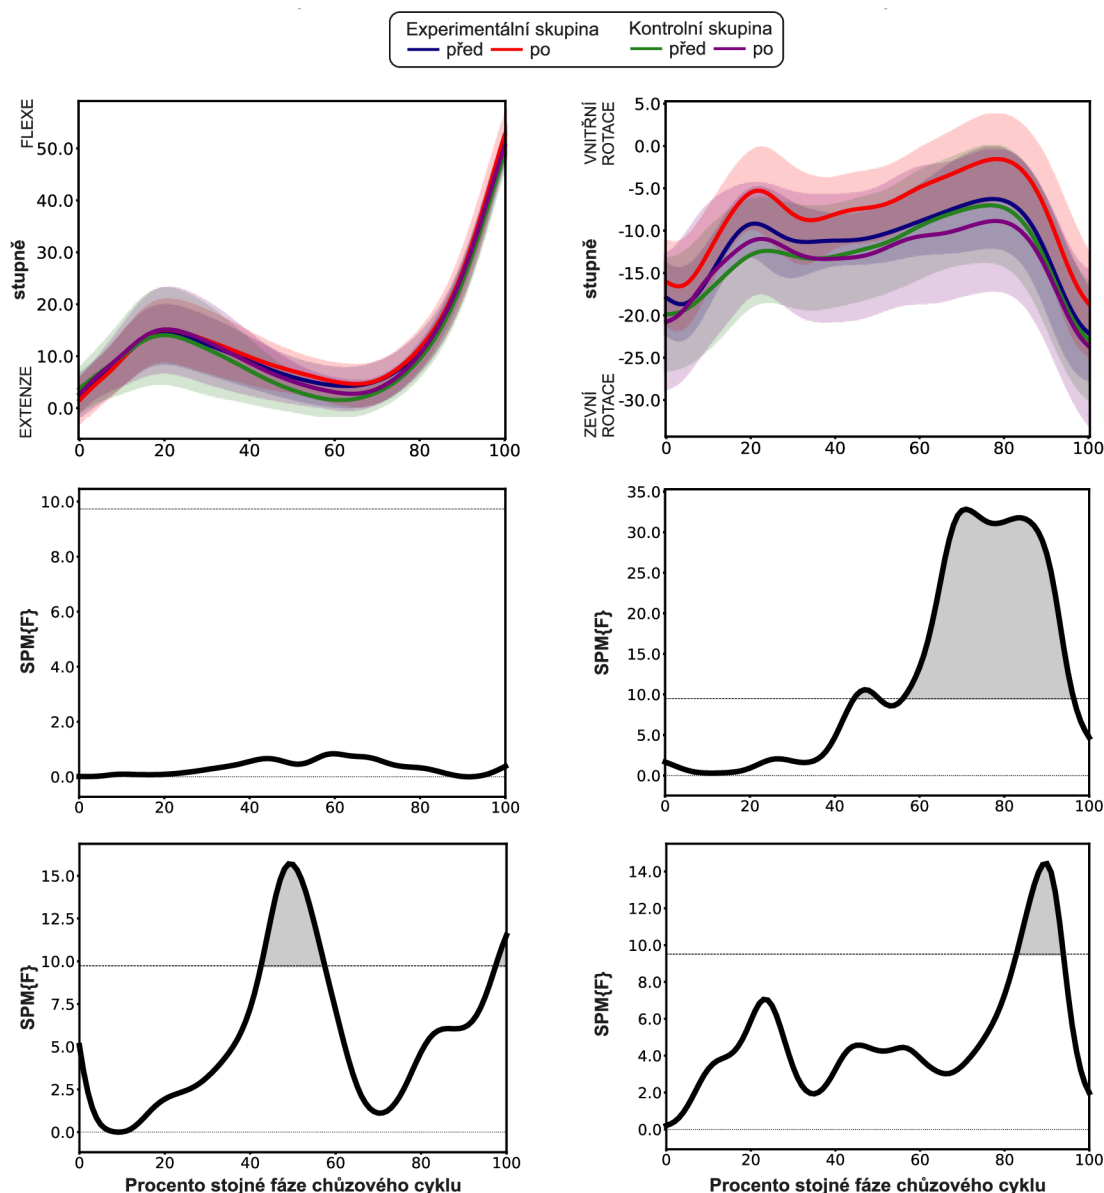 Experimentální skupina Kontrolní skupina
před po před po
FLEXE
stupně
EXTENZE
50.0
40.0
30.0
20.0
10.0
0.0
0 20 40 60 80 100
VNITŘNÍ
ROTACE
stupně
ZEVNÍ
ROTACE
5.0
0.0
-5.0
-10.0
-15.0
-20.0
-25.0
-30.0
0 20 40 60 80 100
SPM{F}
10.0
8.0
6.0
4.0
2.0
0.0
0 20 40 60 80 100
SPM{F}
35.0
30.0
25.0
20.0
15.0
10.0
5.0
0.0
0 20 40 60 80 100
SPM{F}
15.0
12.5
10.0
7.5
5.0
2.5
0.0
0 20 40 60 80 100
Procento stojné fáze chůzového cyklu
SPM{F}
14.0
12.0
10.0
8.0
6.0
4.0
2.0
0.0
0 20 40 60 80 100
Procento stojné fáze chůzového cyklu